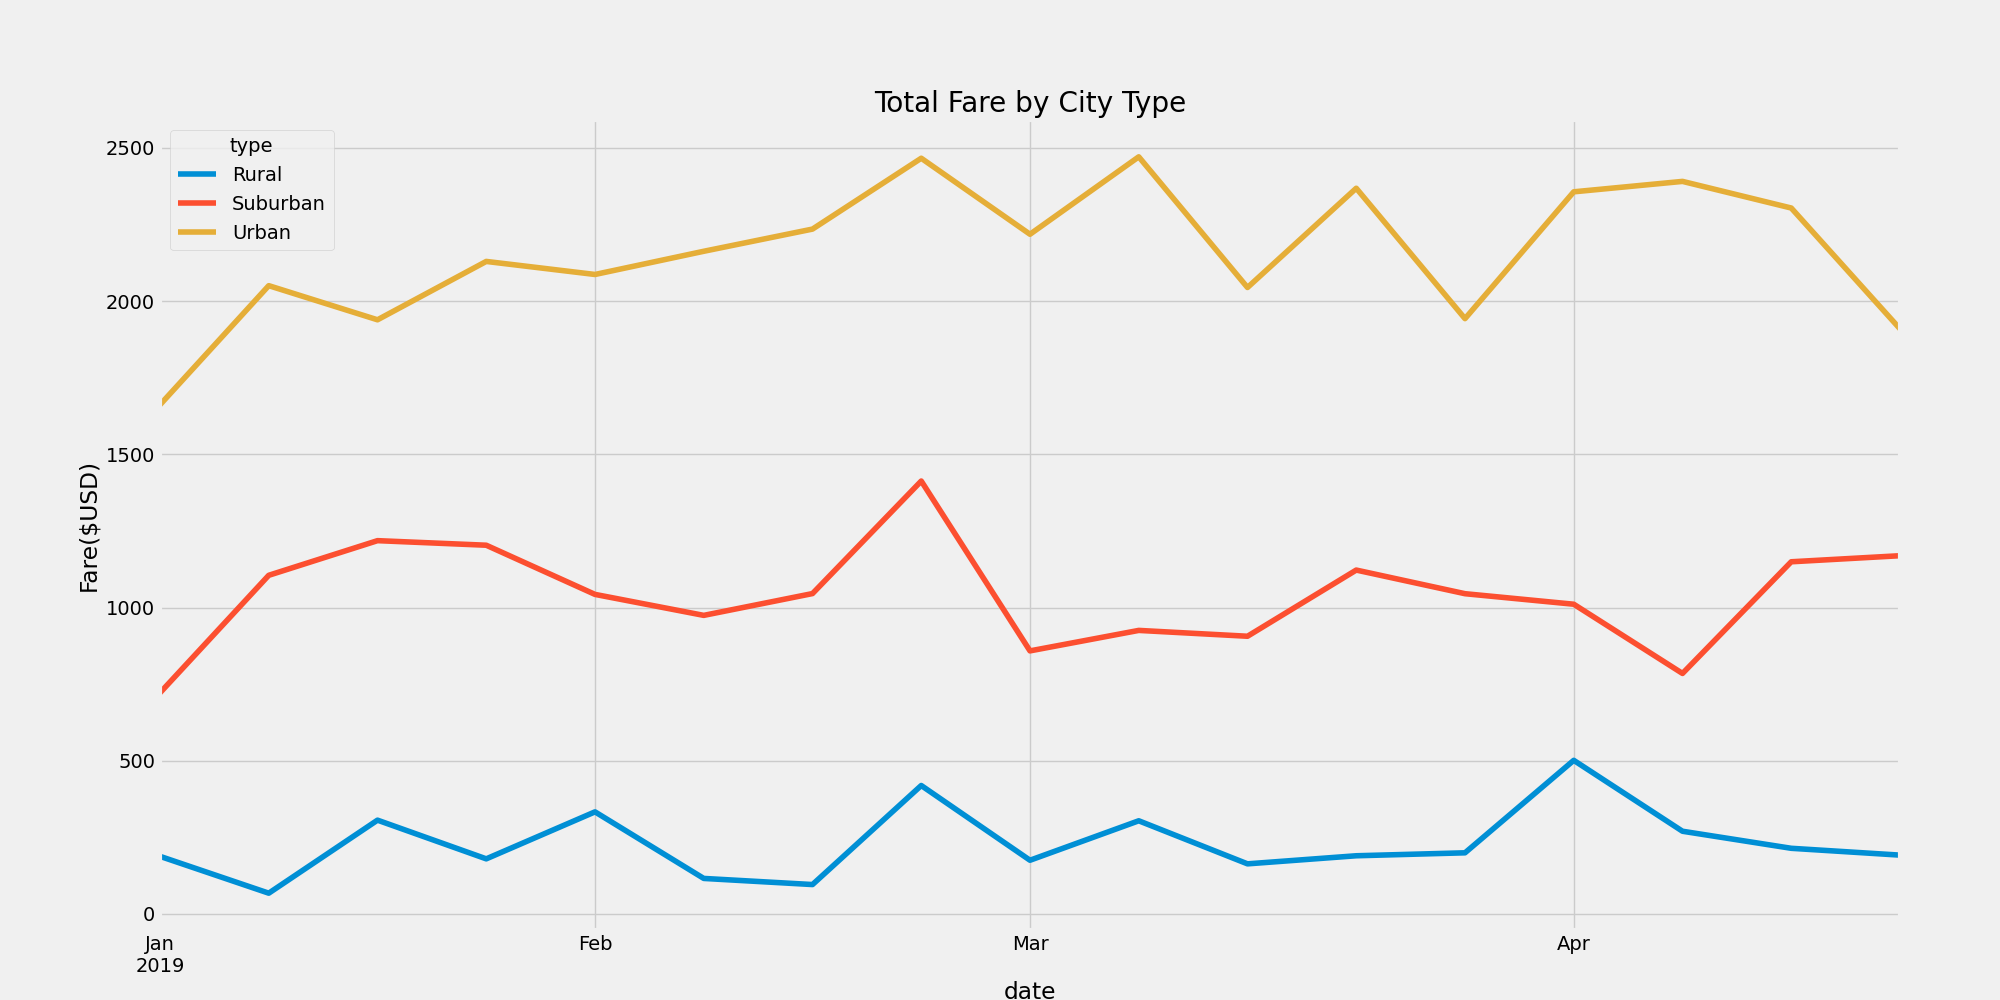 Total Fare by City Type
type
Rural
Suburban
Urban
2500
2000
1500
1000
500
0
Fare($USD)
Jan Feb Mar Apr
2019
date